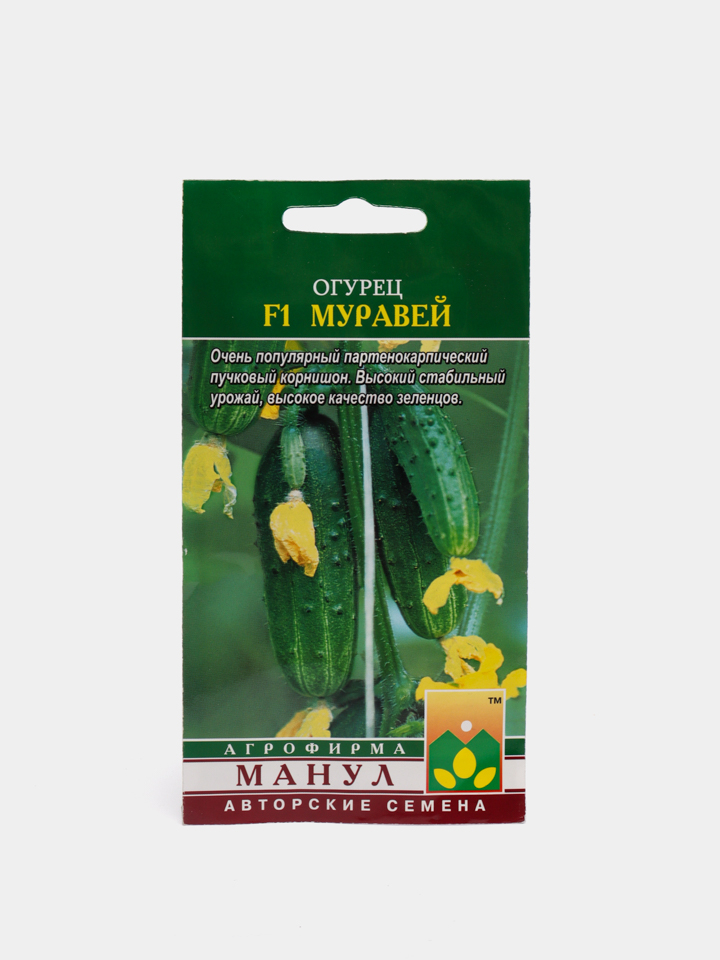 ОГУРЕЦ
F1 МУРАВЕЙ
Очень популярный партенокарпический
пучковый корнишон. Высокий стабильный
урожай, высокое качество зеленцов.
TM
АГРОФИРМА
МАНУЛ
АВТОРСКИЕ СЕМЕНА